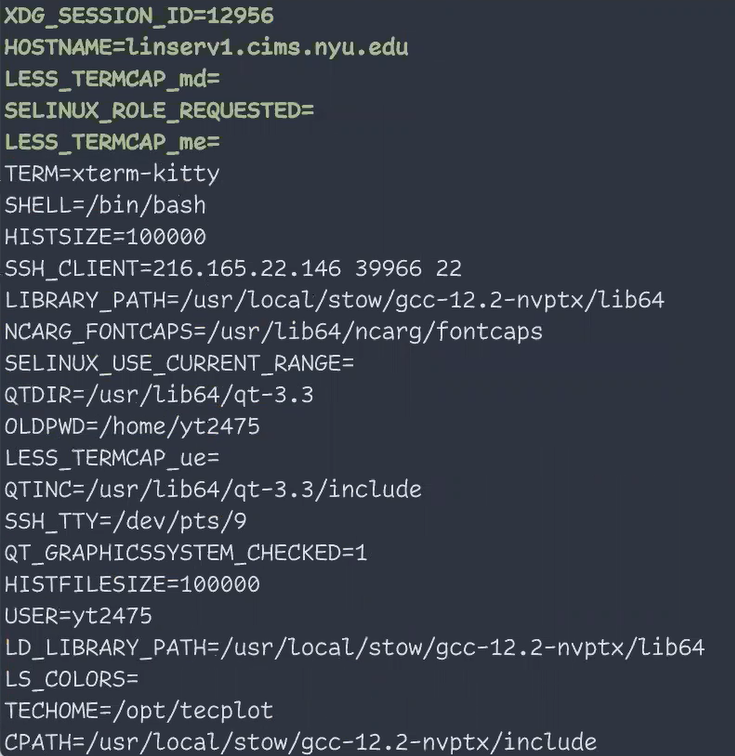 XDG_SESSION_ID=12956
HOSTNAME=linserv1.cims.nyu.edu
LESS_TERMCAP_md=
SELINUX_ROLE_REQUESTED=
LESS_TERMCAP_me=
TERM=xterm-kitty
SHELL=/bin/bash
HISTSIZE=100000
SSH_CLIENT=216.165.22.146 39966 22
LIBRARY_PATH=/usr/local/stow/gcc-12.2-nvptx/lib64
NCARG_FONTCAPS=/usr/lib64/ncarg/fontcaps
SELINUX_USE_CURRENT_RANGE=
QTDIR=/usr/lib64/qt-3.3
OLDPWD=/home/yt2475
LESS_TERMCAP_ue=
QTINC=/usr/lib64/qt-3.3/include
SSH_TTY=/dev/pts/9
QT_GRAPHICSSYSTEM_CHECKED=1
HISTFILESIZE=100000
USER=yt2475
LD_LIBRARY_PATH=/usr/local/stow/gcc-12.2-nvptx/lib64
LS_COLORS=
TECHOME=/opt/tecplot
CPATH=/usr/local/stow/gcc-12.2-nvptx/include